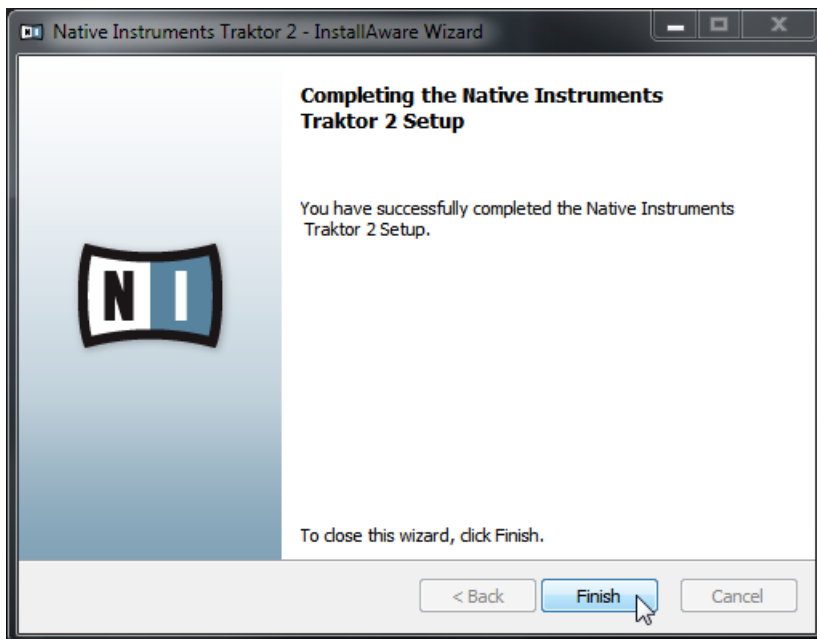 Native Instruments Traktor 2 - InstallAware Wizard
Completing the Native Instruments
Traktor 2 Setup
You have successfully completed the Native Instruments
Traktor 2 Setup.
NI
To close this wizard, click Finish.
< Back Finish Cancel